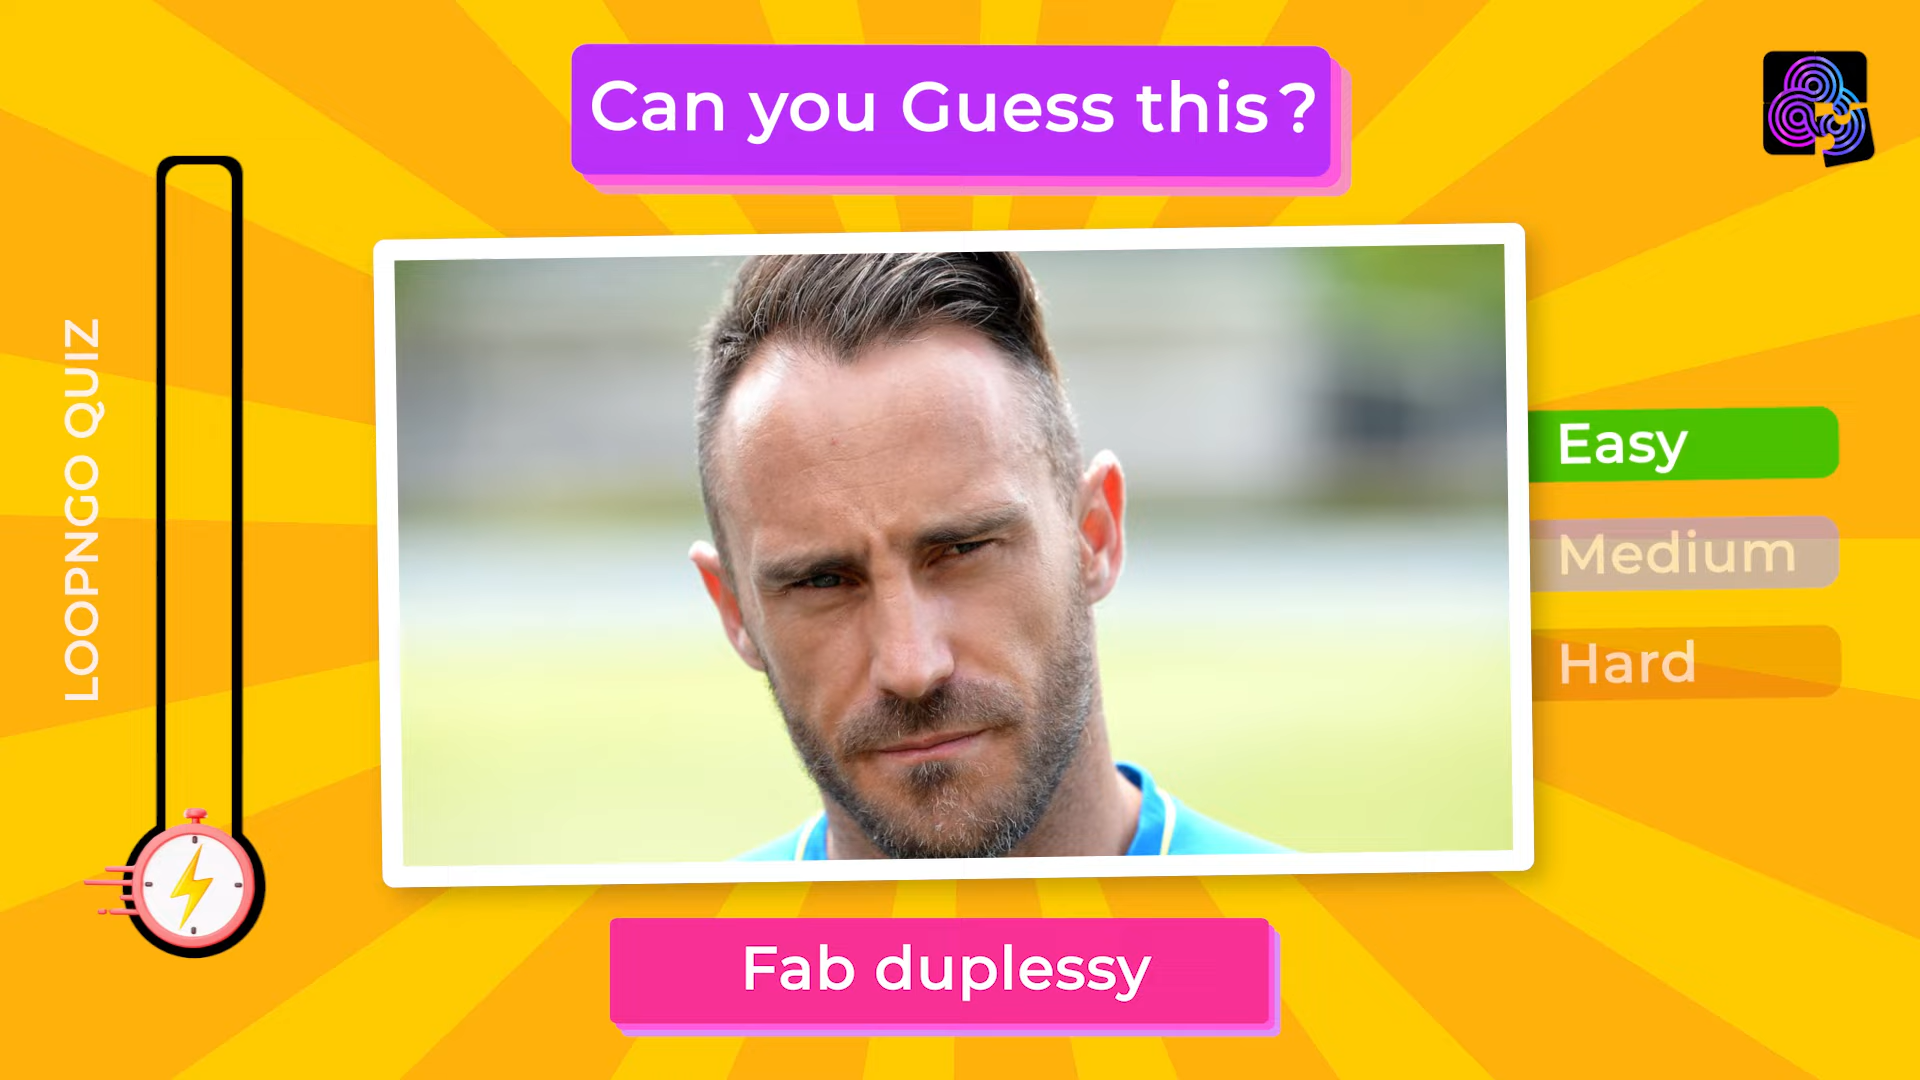 Can you Guess this ?
LOOPNGO QUIZ
Easy
Medium
Hard
Fab duplessy